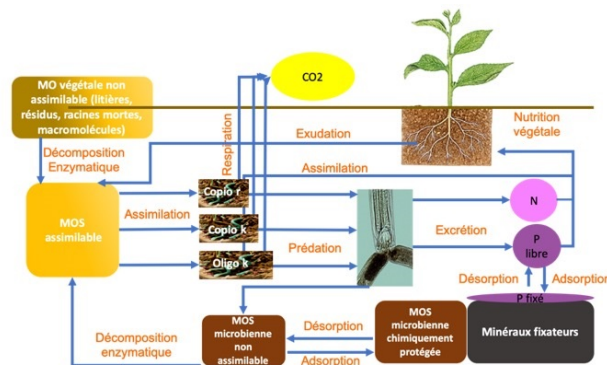 CO2
MO végétale non
assimilable (litières,
résidus, racines mortes,
macromolécules)
Nutrition
végétale
Exudation
Respiration
Décomposition
Enzymatique
Assimilation
Copio r
MOS
assimilable
Assimilation
Copio k
N
Prédation
Excrétion
P
libre
Oligo k
Désorption
Adsorption
P fixé
MOS
microbienne
non
assimilable
Désorption
Adsorption
MOS
microbienne
chimiquement
protégée
Minéraux fixateurs
Décomposition
enzymatique